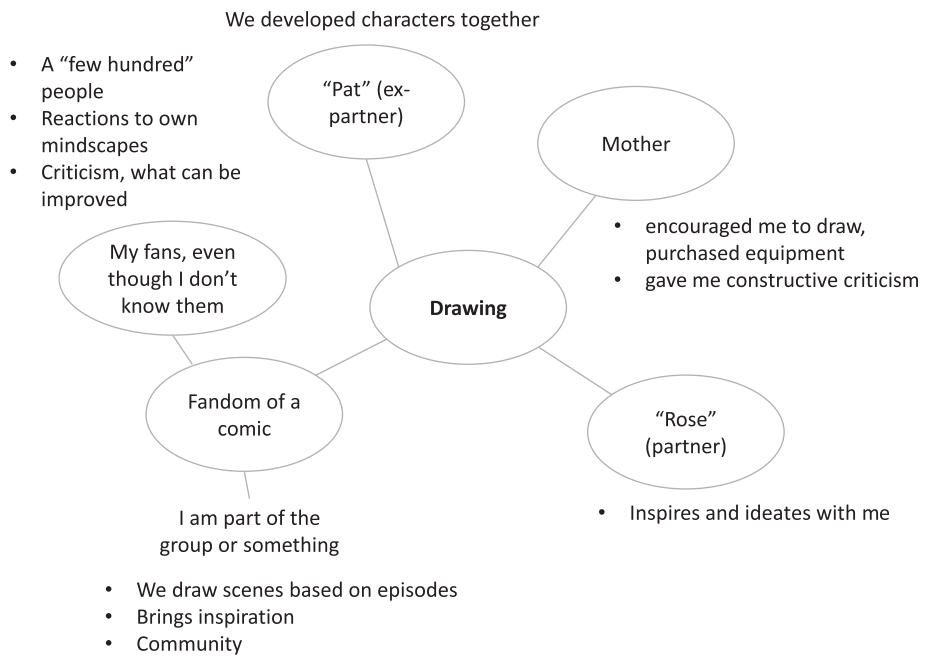 We developed characters together
• A “few hundred”
people
• Reactions to own
mindscapes
• Criticism, what can be
improved
“Pat” (ex-
partner)
Mother
• encouraged me to draw,
purchased equipment
• gave me constructive criticism
My fans, even
though I don’t
know them
Drawing
Fandom of a
comic
“Rose”
(partner)
• Inspires and ideates with me
I am part of the
group or something
• We draw scenes based on episodes
• Brings inspiration
• Community